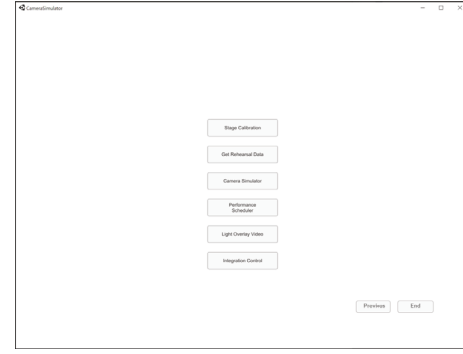 CameraSimulator
Stage Calibration
Get Rehearsal Data
Camera Simulator
Performance
Scheduler
Light Overlay Video
Integration Control
Previous
End